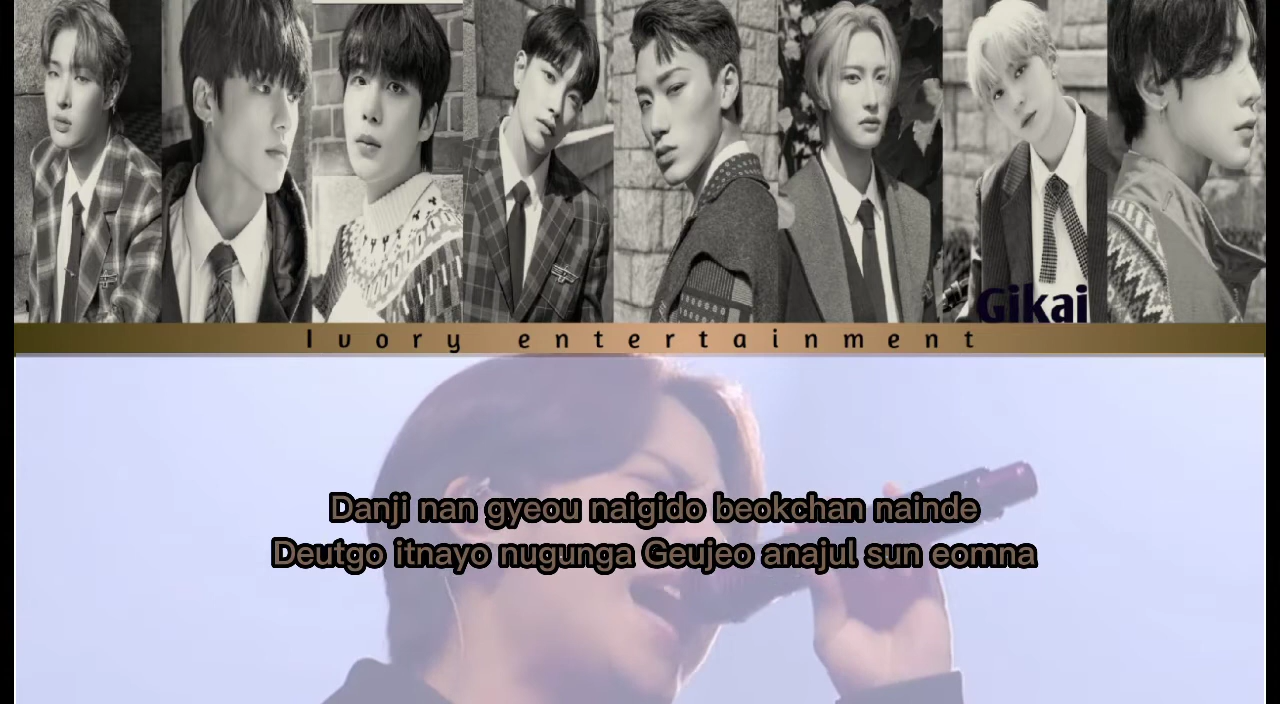 Gikai
Ivory entertainment
Danji nan gyeou naigido beokchan nainde
Deutgo itnayo nugunga Geujeo anajul sun eomna